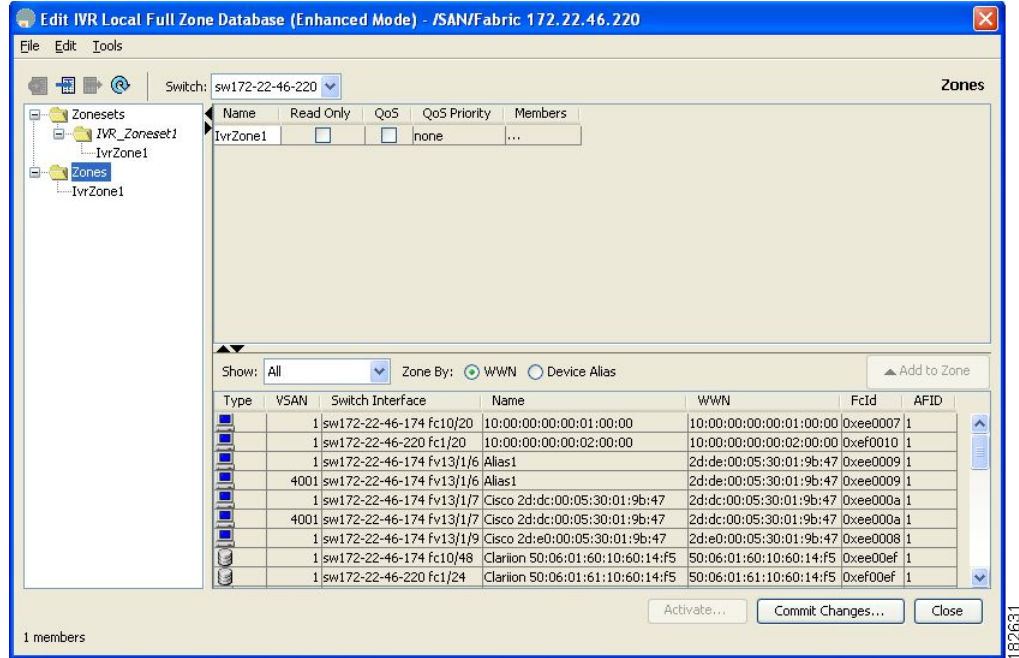 Edit IVR Local Full Zone Database (Enhanced Mode) - /SAN/Fabric 172.22.46.220
File Edit Tools
Switch: sw172-22-46-220
Zones
Zonesets
IVR_Zoneset1
IvrZone1
Zones
IvrZone1
Name Read Only QoS QoS Priority Members
IvrZone1 none ...
Show: All Zone By: WWN Device Alias Add to Zone
Type VSAN Switch Interface Name WWN FcId AFID
1 sw172-22-46-174 fc10/20 10:00:00:00:00:01:00:00 10:00:00:00:00:01:00:00 0xee0007 1
1 sw172-22-46-220 fc1/20 10:00:00:00:00:02:00:00 10:00:00:00:00:02:00:00 0xef0010 1
1 sw172-22-46-174 fv13/1/6 Alias1 2d:de:00:05:30:01:9b:47 0xee0009 1
4001 sw172-22-46-174 fv13/1/6 Alias1 2d:de:00:05:30:01:9b:47 0xee0009 1
1 sw172-22-46-174 fv13/1/7 Cisco 2d:dc:00:05:30:01:9b:47 2d:dc:00:05:30:01:9b:47 0xee000a 1
4001 sw172-22-46-174 fv13/1/7 Cisco 2d:dc:00:05:30:01:9b:47 2d:dc:00:05:30:01:9b:47 0xee000a 1
1 sw172-22-46-174 fv13/1/9 Cisco 2d:e0:00:05:30:01:9b:47 2d:e0:00:05:30:01:9b:47 0xee0008 1
1 sw172-22-46-174 fc10/48 Clariion 50:06:01:60:10:60:14:f5 50:06:01:60:10:60:14:f5 0xee00ef 1
1 sw172-22-46-220 fc1/24 Clariion 50:06:01:61:10:60:14:f5 50:06:01:61:10:60:14:f5 0xef00ef 1
Activate... Commit Changes... Close
1 members
182631